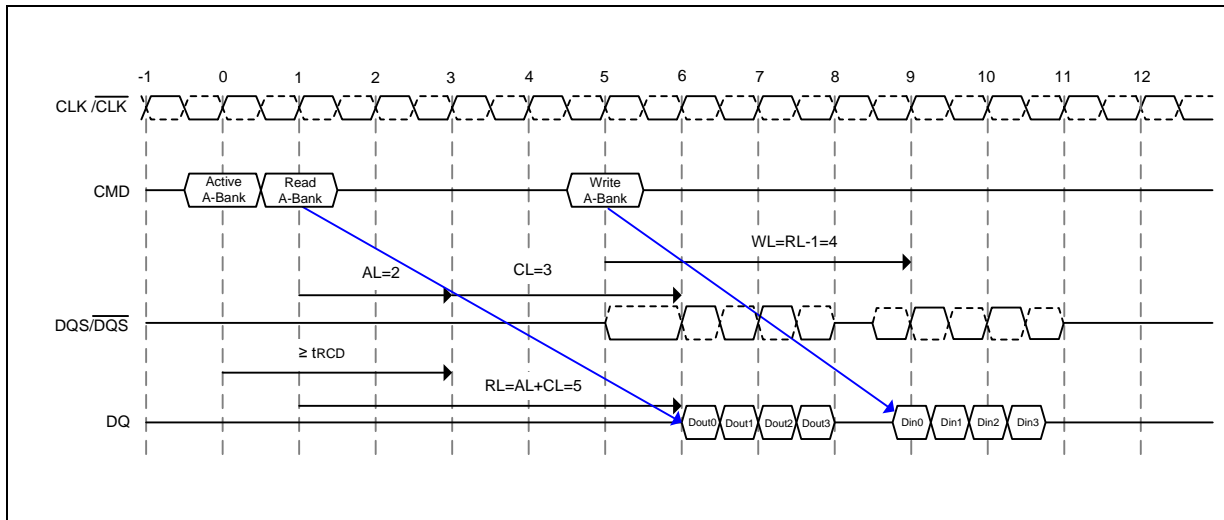 -1 0 1 2 3 4 5 6 7 8 9 10 11 12
CLK /C̅L̅K̅
CMD
Active
A-Bank
Read
A-Bank
Write
A-Bank
WL=RL-1=4
AL=2
CL=3
DQS/D̅Q̅S̅
≥ tRCD
RL=AL+CL=5
DQ
Dout0 Dout1 Dout2 Dout3 Din0 Din1 Din2 Din3